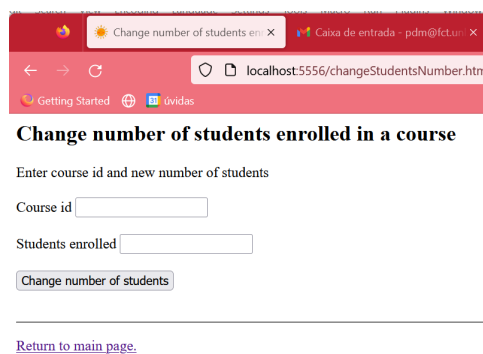 Change number of students enr
Caixa de entrada - pdm@fct.un
localhost:5556/changeStudentsNumber.htm
Getting Started
31 úvidas
Change number of students enrolled in a course
Enter course id and new number of students
Course id
Students enrolled
Change number of students
Return to main page.